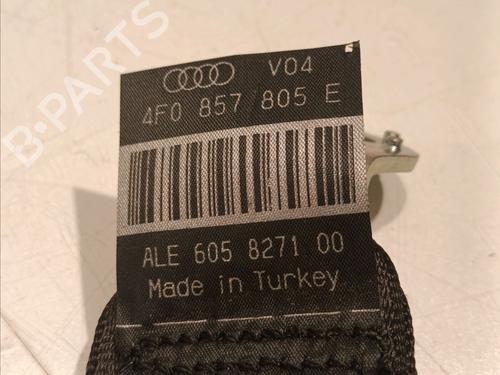 B-PARTS
V04
4F0 857 805 E
ALE 605 8271 00
Made in Turkey